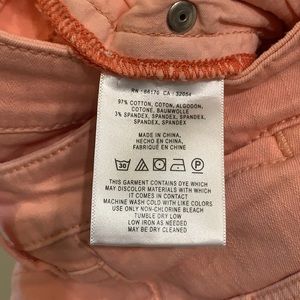 RN : 66170 CA : 32054
97% COTTON, COTON, ALGODON,
COTONE, BAUMWOLLE
3% SPANDEX, SPANDEX, SPANDEX,
SPANDEX, SPANDEX
MADE IN CHINA,
HECHO EN CHINA,
FABRIQUÉ EN CHINE
30
P
THIS GARMENT CONTAINS DYE WHICH
MAY DISCOLOR MATERIALS WITH WHICH
IT COMES IN CONTACT
MACHINE WASH COLD WITH LIKE COLORS
USE ONLY NON-CHLORINE BLEACH
TUMBLE DRY LOW
LOW IRON AS NEEDED
MAY BE DRY CLEANED